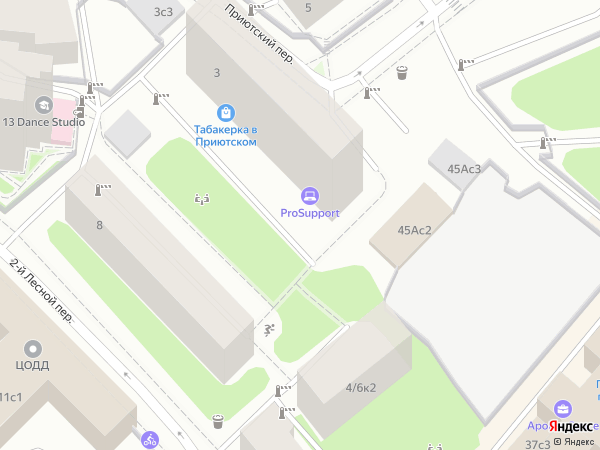 3с3
5
Приютский пер.
3
13 Dance Studio
Табакерка в
Приютском
45Ас3
ProSupport
8
45Ас2
2-й Лесной пер.
ЦОДД
11с1
4/6к2
Яндекс
© Яндекс
37с3